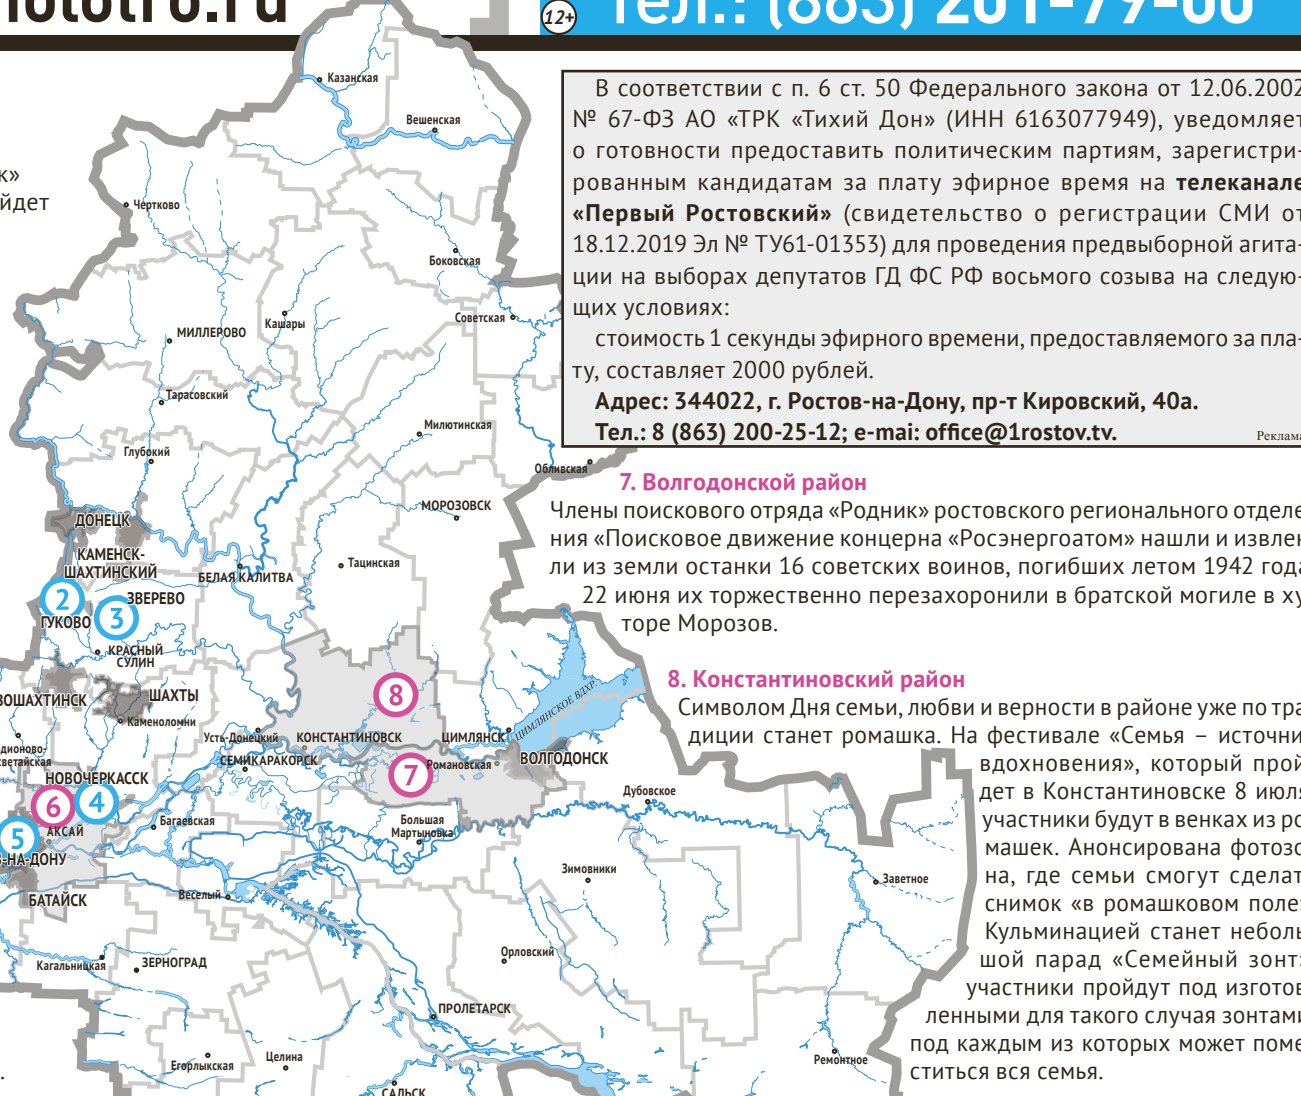 тел.: (863) 201-79-00
12+
к»
йдет
В соответствии с п. 6 ст. 50 Федерального закона от 12.06.2002
№ 67-ФЗ АО «ТРК «Тихий Дон» (ИНН 6163077949), уведомляет
о готовности предоставить политическим партиям, зарегистри-
рованным кандидатам за плату эфирное время на телеканале
«Первый Ростовский» (свидетельство о регистрации СМИ от
18.12.2019 Эл № ТУ61-01353) для проведения предвыборной агита-
ции на выборах депутатов ГД ФС РФ восьмого созыва на следую-
щих условиях:
стоимость 1 секунды эфирного времени, предоставляемого за пла-
ту, составляет 2000 рублей.
Адрес: 344022, г. Ростов-на-Дону, пр-т Кировский, 40а.
Тел.: 8 (863) 200-25-12; e-mai: office@1rostov.tv.
Реклама
7. Волгодонской район
Члены поискового отряда «Родник» ростовского регионального отделе
ния «Поисковое движение концерна «Росэнергоатом» нашли и извлек
ли из земли останки 16 советских воинов, погибших летом 1942 года
22 июня их торжественно перезахоронили в братской могиле в ху
торе Морозов.
8. Константиновский район
Символом Дня семьи, любви и верности в районе уже по тра
диции станет ромашка. На фестивале «Семья – источни
вдохновения», который прой
дет в Константиновске 8 июля
участники будут в венках из ро
машек. Анонсирована фотозо
на, где семьи смогут сделат
снимок «в ромашковом поле»
Кульминацией станет неболь
шой парад «Семейный зонт»
участники пройдут под изготов
ленными для такого случая зонтами
под каждым из которых может поме
ститься вся семья.
Казанская
Вешенская
Чертково
Боковская
Советская
Кашары
МИЛЛЕРОВО
Тарасовский
Милютинская
Глубокий
Обливская
МОРОЗОВСК
ДОНЕЦК
КАМЕНСК-
ШАХТИНСКИЙ
БЕЛАЯ КАЛИТВА
Тацинская
2
ЗВЕРЕВО
3
ГУКОВО
КРАСНЫЙ
СУЛИН
8
ВОШАХТИНСК
ШАХТЫ
Каменоломни
ЦИМЛЯНСКОЕ ВДХР.
Усть-Донецкий
КОНСТАНТИНОВСК
ЦИМЛЯНСК
дионово-
светайская
СЕМИКАРАКОРСК
Романовская
ВОЛГОДОНСК
7
НОВОЧЕРКАССК
6
4
Дубовское
Багаевская
Большая
Мартыновка
АКСАЙ
5
В-НА-ДОНУ
Зимовники
Заветное
БАТАЙСК
Веселый
Орловский
Кагальницкая
ЗЕРНОГРАД
ПРОЛЕТАРСК
Егорлыкская
Целина
Ремонтное
САЛЬСК
.